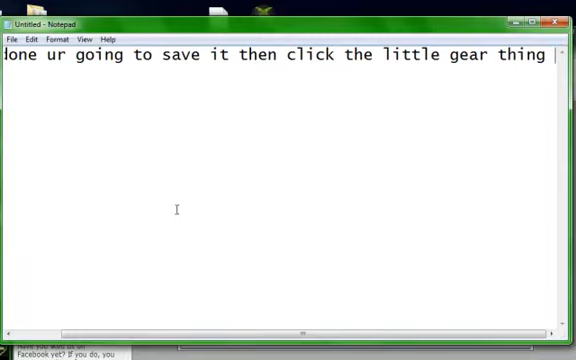 Untitled - Notepad
File Edit Format View Help
done ur going to save it then click the little gear thing
Facebook yet? If you do, you